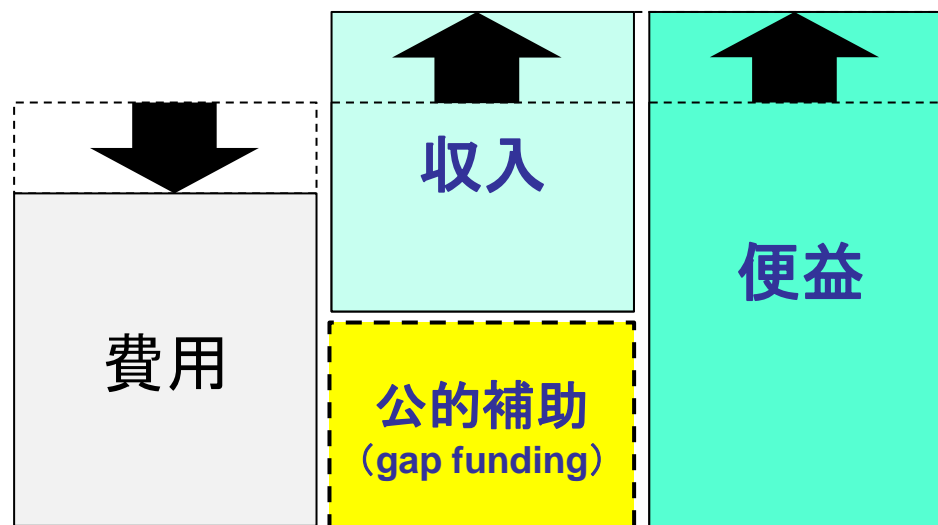 収入
便益
費用
公的補助
（gap funding）